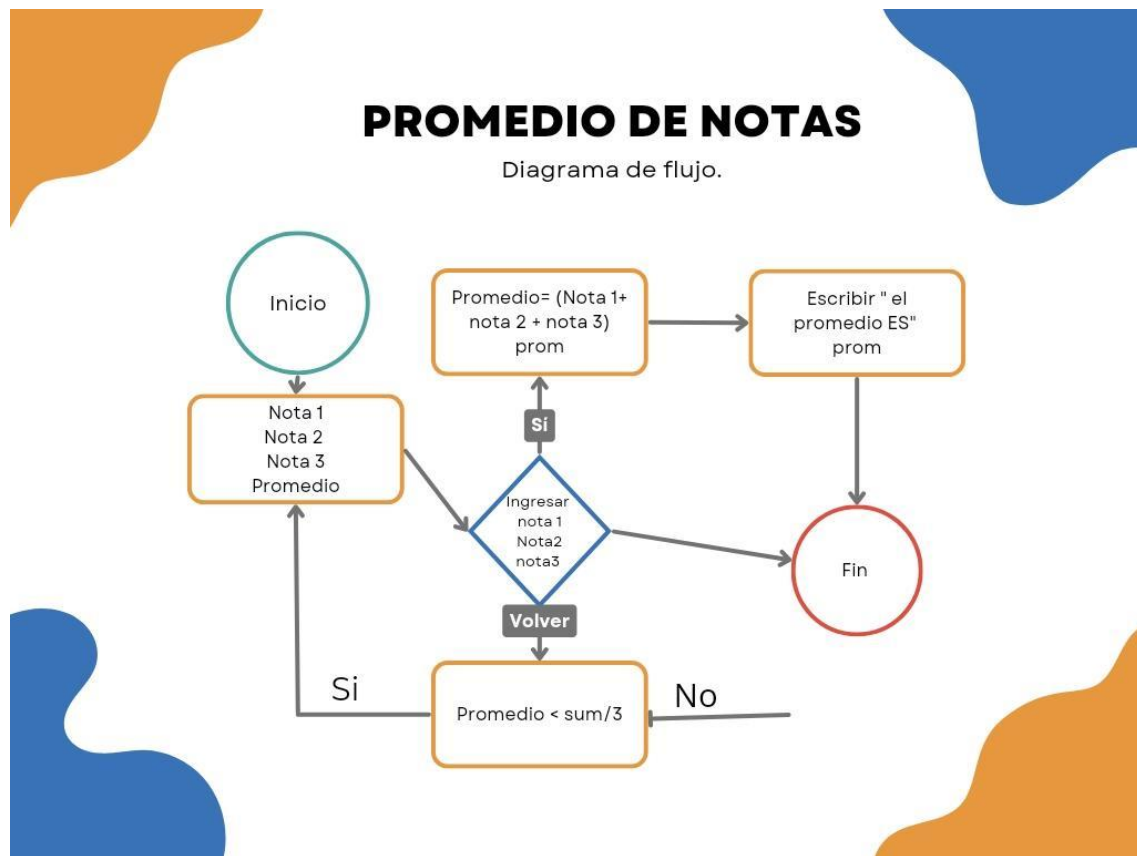 PROMEDIO DE NOTAS
Diagrama de flujo.
Inicio
Nota 1
Nota 2
Nota 3
Promedio
Promedio= (Nota 1+
nota 2 + nota 3)
prom
Escribir " el
promedio ES"
prom
Sí
Ingresar
nota 1
Nota2
nota3
Fin
Volver
Si
Promedio < sum/3
No